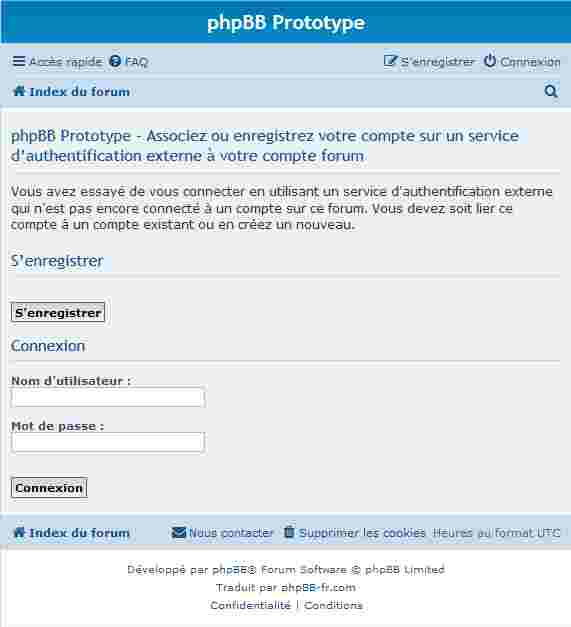 phpBB Prototype
Accès rapide FAQ S'enregistrer Connexion
Index du forum
phpBB Prototype - Associez ou enregistrez votre compte sur un service
d'authentification externe à votre compte forum
Vous avez essayé de vous connecter en utilisant un service d'authentification externe
qui n'est pas encore connecté à un compte sur ce forum. Vous devez soit lier ce
compte à un compte existant ou en créez un nouveau.
S'enregistrer
S'enregistrer
Connexion
Nom d'utilisateur :
Mot de passe :
Connexion
Index du forum Nous contacter Supprimer les cookies Heures au format UTC
Développé par phpBB® Forum Software © phpBB Limited
Traduit par phpBB-fr.com
Confidentialité | Conditions